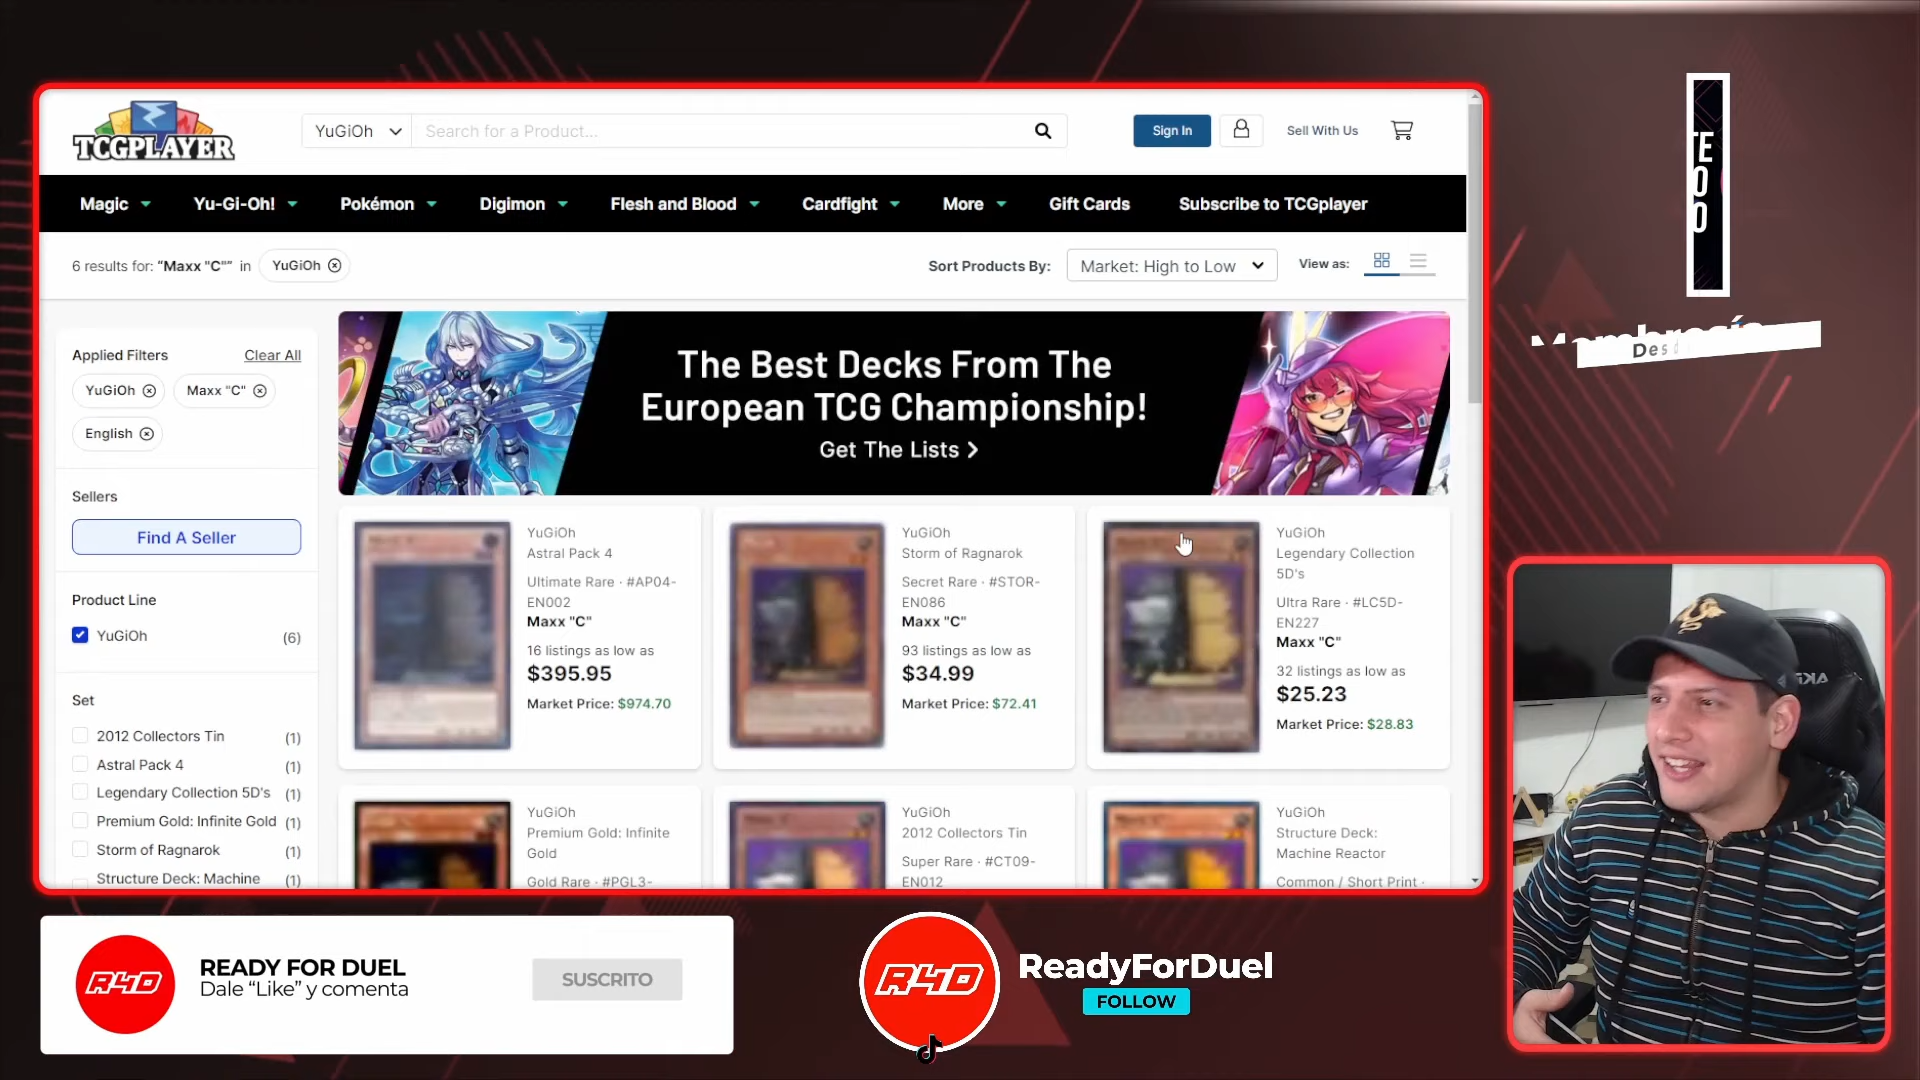 TCGPLAYER
YuGiOh
Search for a Product...
Sign In
Sell With Us
Magic
Yu-Gi-Oh!
Pokémon
Digimon
Flesh and Blood
Cardfight
More
Gift Cards
Subscribe to TCGplayer
6 results for: “Maxx "C"” in
YuGiOh
Sort Products By:
Market: High to Low
View as:
Applied Filters
Clear All
YuGiOh
Maxx "C"
English
Sellers
Find A Seller
Product Line
YuGiOh (6)
Set
2012 Collectors Tin (1)
Astral Pack 4 (1)
Legendary Collection 5D's (1)
Premium Gold: Infinite Gold (1)
Storm of Ragnarok (1)
Structure Deck: Machine (1)
The Best Decks From The
European TCG Championship!
Get The Lists
YuGiOh
Astral Pack 4
Ultimate Rare · #AP04-
EN002
Maxx "C"
16 listings as low as
$395.95
Market Price: $974.70
YuGiOh
Storm of Ragnarok
Secret Rare · #STOR-
EN086
Maxx "C"
93 listings as low as
$34.99
Market Price: $72.41
YuGiOh
Legendary Collection
5D's
Ultra Rare · #LC5D-
EN227
Maxx "C"
32 listings as low as
$25.23
Market Price: $28.83
YuGiOh
Premium Gold: Infinite
Gold
Gold Rare · #PGL3-
YuGiOh
2012 Collectors Tin
Super Rare · #CT09-
EN012
YuGiOh
Structure Deck:
Machine Reactor
Common / Short Print ·
TE
O
O
Des
R4D
READY FOR DUEL
Dale “Like” y comenta
SUSCRITO
R4D
ReadyForDuel
FOLLOW